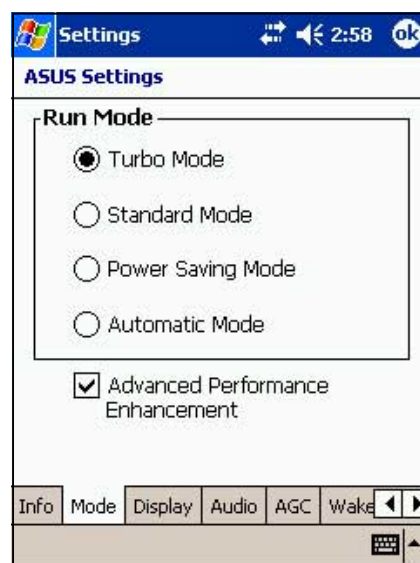 Settings 2:58 ok
ASUS Settings
Run Mode
Turbo Mode
Standard Mode
Power Saving Mode
Automatic Mode
Advanced Performance
Enhancement
Info Mode Display Audio AGC Wake